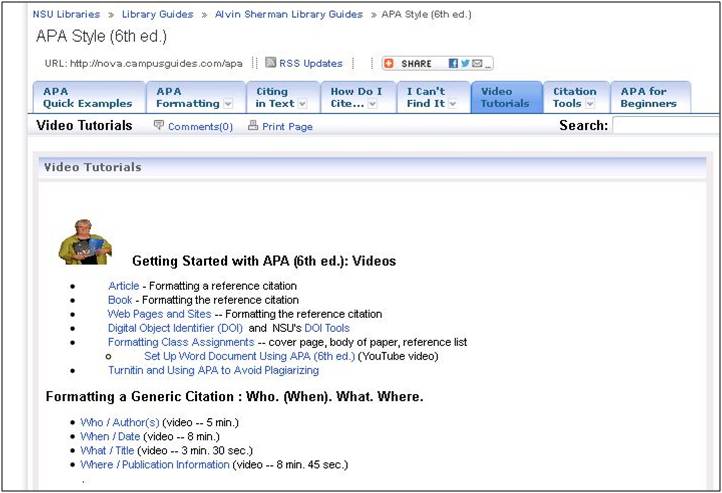 NSU Libraries » Library Guides » Alvin Sherman Library Guides » APA Style (6th ed.)
APA Style (6th ed.)
URL: http://nova.campusguides.com/apa RSS Updates SHARE
APA Quick Examples
APA Formatting
Citing in Text
How Do I Cite...
I Can't Find It
Video Tutorials
Citation Tools
APA for Beginners
Video Tutorials Comments(0) Print Page Search:
Video Tutorials
Getting Started with APA (6th ed.): Videos
• Article - Formatting a reference citation
• Book - Formatting the reference citation
• Web Pages and Sites -- Formatting the reference citation
• Digital Object Identifier (DOI) and NSU's DOI Tools
• Formatting Class Assignments -- cover page, body of paper, reference list
o Set Up Word Document Using APA (6th ed.) (YouTube video)
• Turnitin and Using APA to Avoid Plagiarizing
Formatting a Generic Citation : Who. (When). What. Where.
• Who / Author(s) (video -- 5 min.)
• When / Date (video -- 8 min.)
• What / Title (video -- 3 min. 30 sec.)
• Where / Publication Information (video -- 8 min. 45 sec.)
.